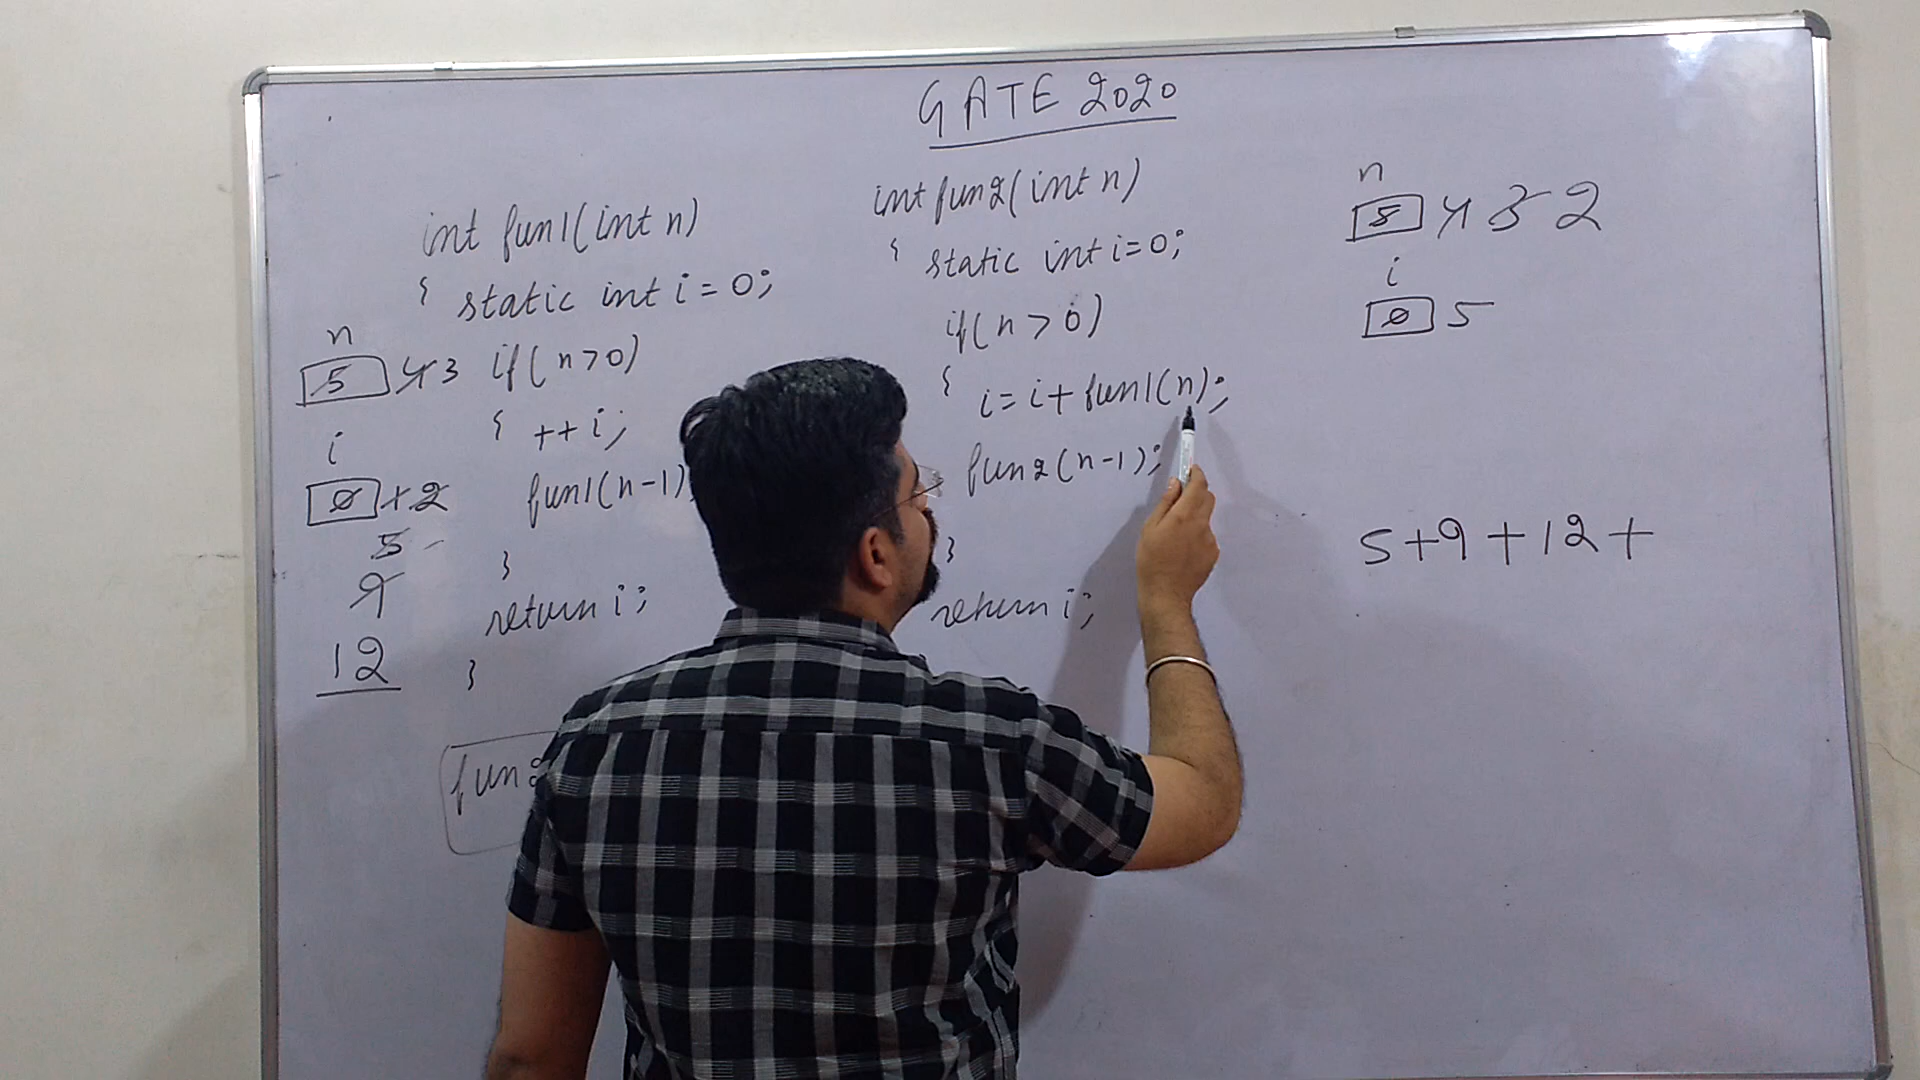 GATE 2020
int fun1(int n)
{ static int i = 0;
if(n>0)
{ ++i;
fun1(n-1)
}
return i;
}
n
5 4 3
i
0 1 2
5
9
12
int fun2(int n)
{ static int i=0;
if(n>0)
{ i= i+fun1(n);
fun2(n-1);
}
return i;
n
5 4 3 2
i
0 5
5+9+12+